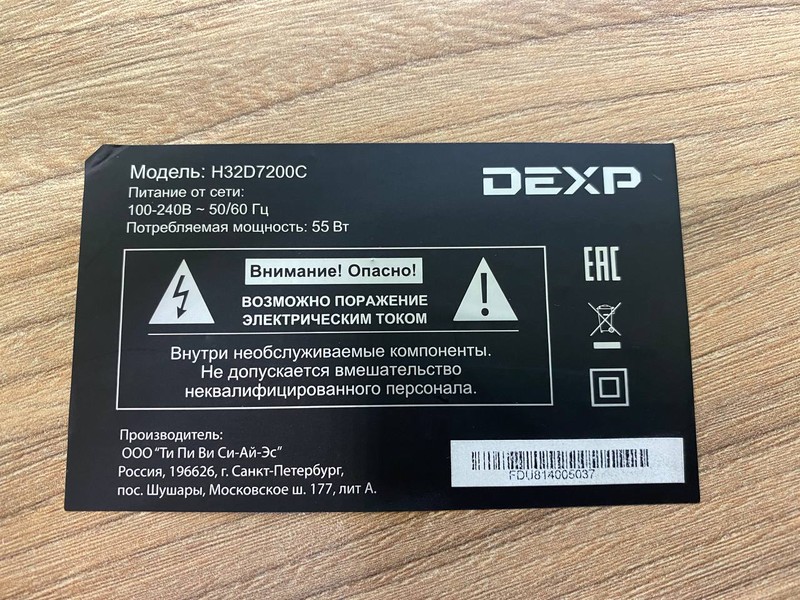 Модель: H32D7200C
Питание от сети:
100-240В ~ 50/60 Гц
Потребляемая мощность: 55 Вт
DEXP
Внимание! Опасно!
ВОЗМОЖНО ПОРАЖЕНИЕ
ЭЛЕКТРИЧЕСКИМ ТОКОМ
Внутри необслуживаемые компоненты.
Не допускается вмешательство
неквалифицированного персонала.
EAC
Производитель:
ООО "Ти Пи Ви Си-Ай-Эс"
Россия, 196626, г. Санкт-Петербург,
пос. Шушары, Московское ш. 177, лит А.
FDU814005037